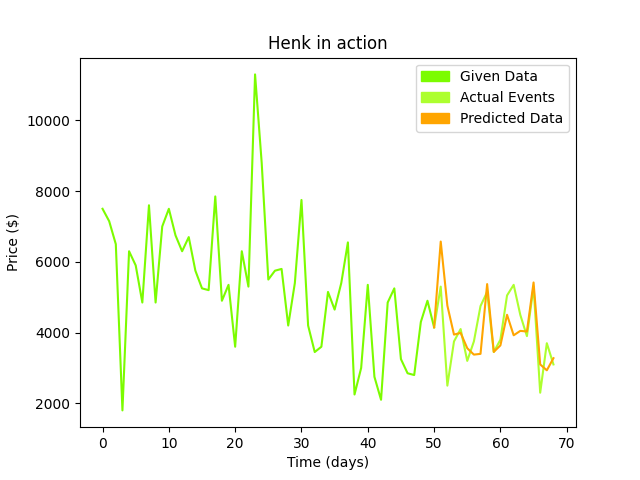 Henk in action
Given Data
Actual Events
Predicted Data
Price ($)
10000
8000
6000
4000
2000
0 10 20 30 40 50 60 70
Time (days)